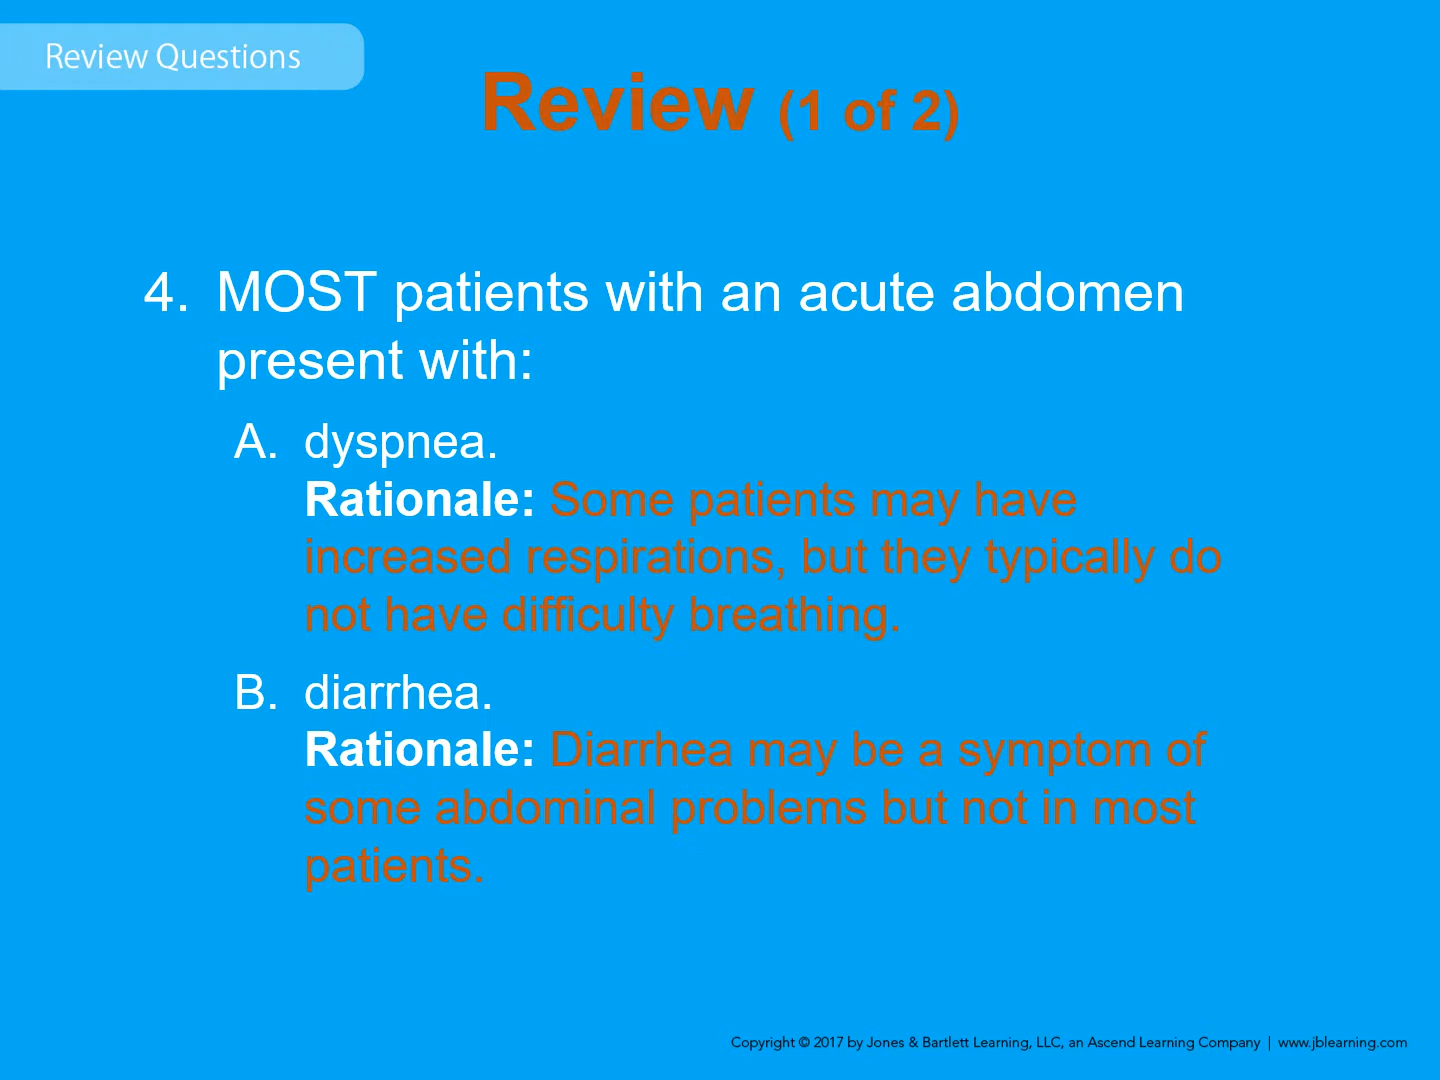 Review Questions
Review (1 of 2)
4. MOST patients with an acute abdomen
present with:
A. dyspnea.
Rationale: Some patients may have
increased respirations, but they typically do
not have difficulty breathing.
B. diarrhea.
Rationale: Diarrhea may be a symptom of
some abdominal problems but not in most
patients.
Copyright © 2017 by Jones & Bartlett Learning, LLC, an Ascend Learning Company | www.jblearning.com